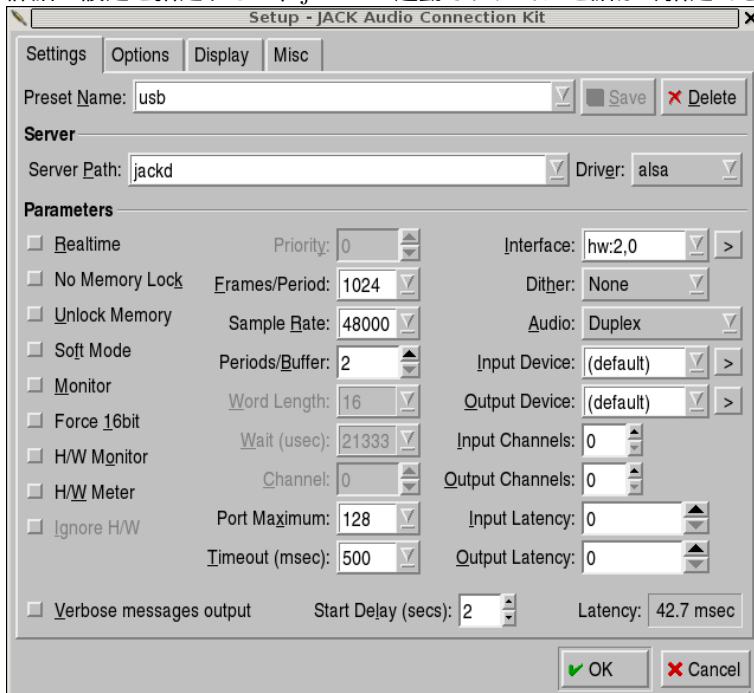 Setup - JACK Audio Connection Kit
Settings Options Display Misc
Preset Name: usb Save Delete
Server
Server Path: jackd Driver: alsa
Parameters
Realtime Priority: 0 Interface: hw:2,0 >
No Memory Lock Frames/Period: 1024 Dither: None
Unlock Memory Sample Rate: 48000 Audio: Duplex
Soft Mode Periods/Buffer: 2 Input Device: (default) >
Monitor Word Length: 16 Output Device: (default) >
Force 16bit Wait (usec): 21333 Input Channels: 0
H/W Monitor Channel: 0 Output Channels: 0
H/W Meter Port Maximum: 128 Input Latency: 0
Ignore H/W Timeout (msec): 500 Output Latency: 0
Verbose messages output Start Delay (secs): 2 Latency: 42.7 msec
OK Cancel